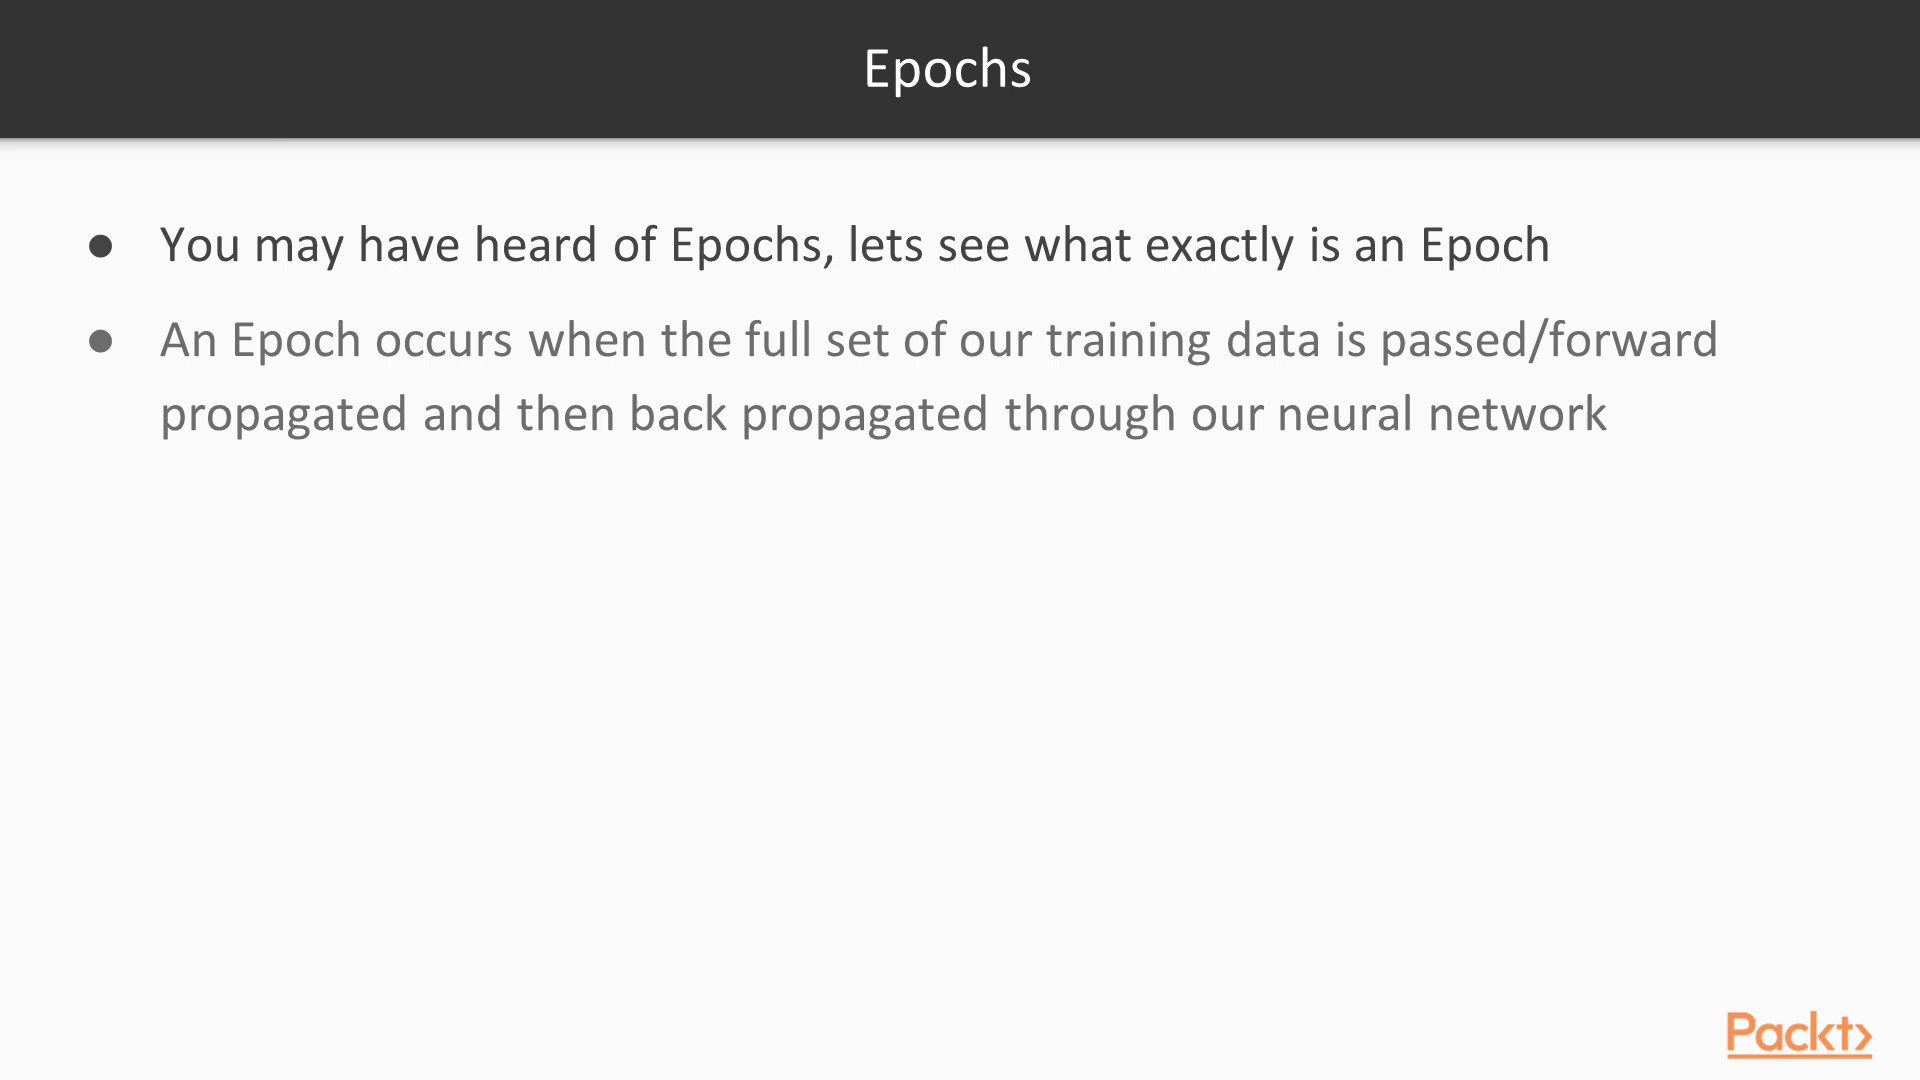 Epochs
● You may have heard of Epochs, lets see what exactly is an Epoch
● An Epoch occurs when the full set of our training data is passed/forward
propagated and then back propagated through our neural network
Packt>